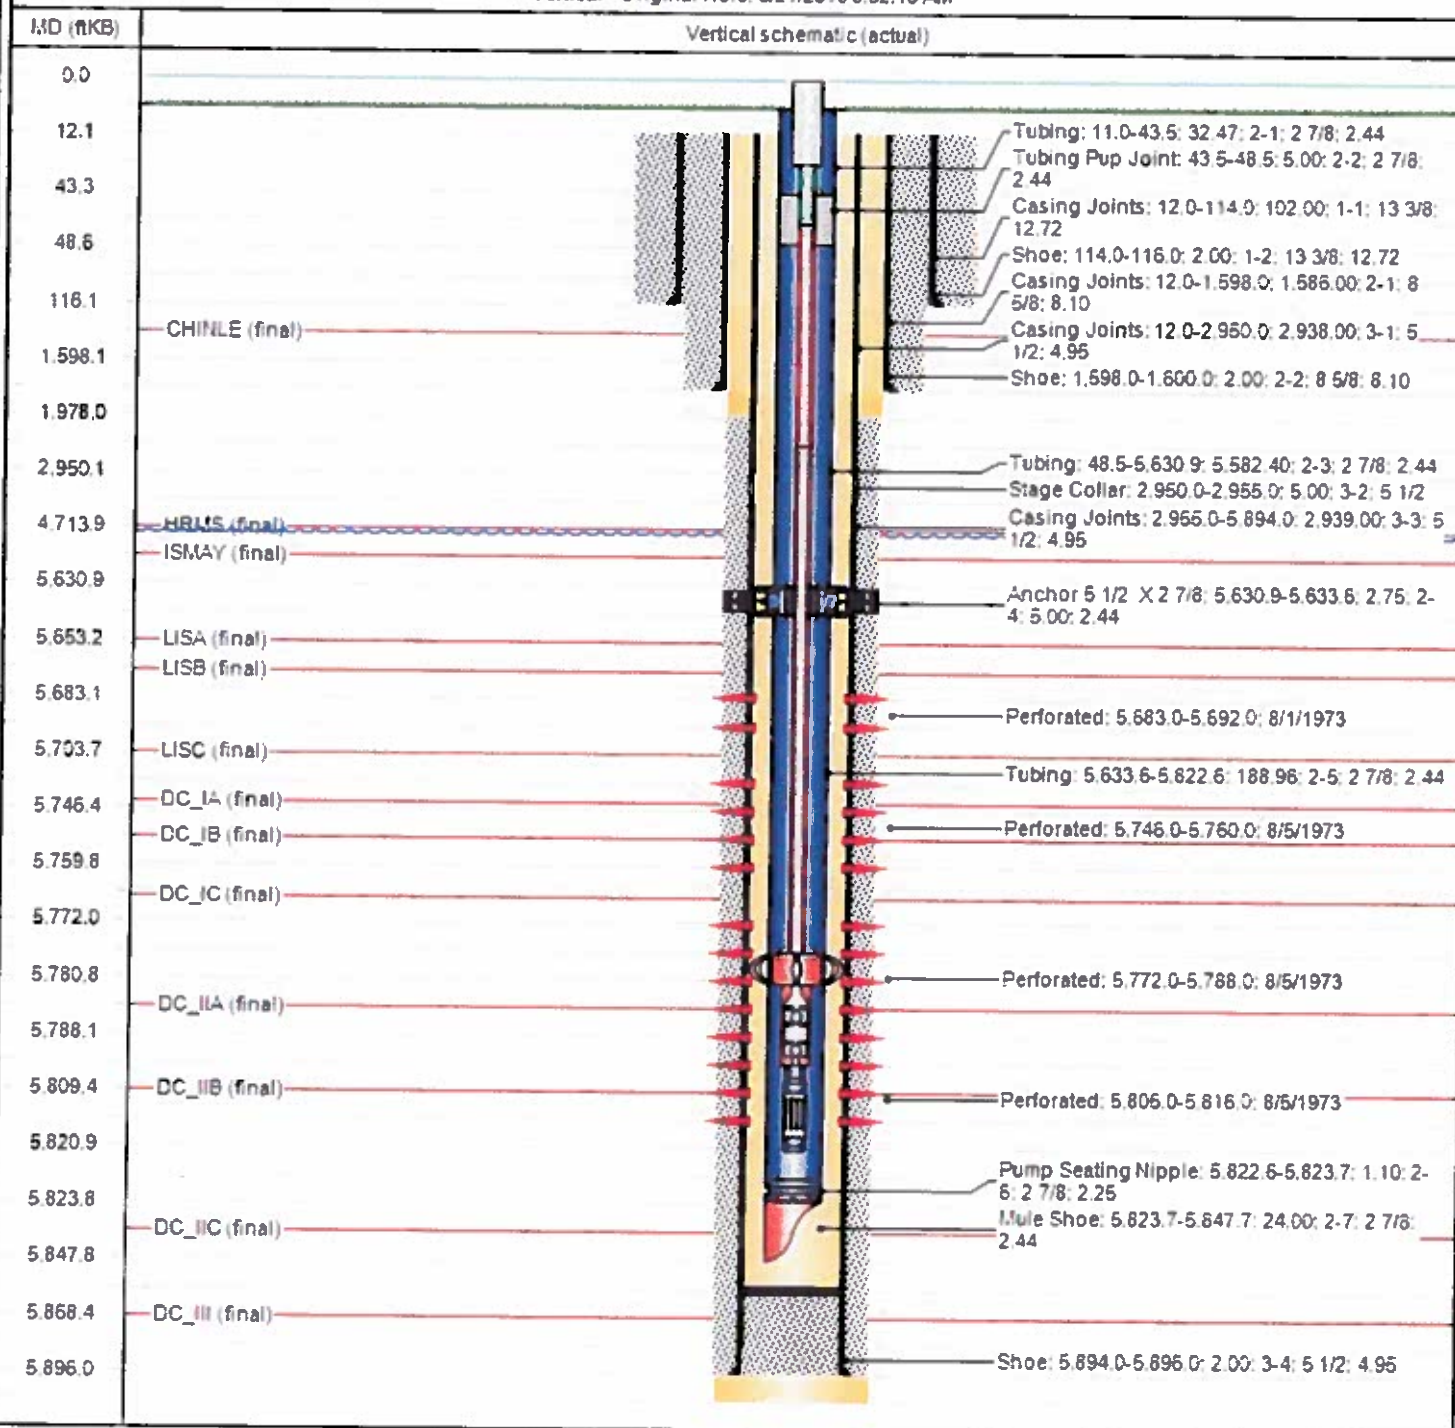 MD (ftKB)
Vertical schematic (actual)
0.0
12.1
43.3
48.6
116.1
1,598.1
1,978.0
2,950.1
4,713.9
5,630.9
5,653.2
5,683.1
5,703.7
5,746.4
5,759.8
5,772.0
5,780.8
5,788.1
5,809.4
5,820.9
5,823.8
5,847.8
5,868.4
5,896.0
CHINLE (final)
HRMS (final)
ISMAY (final)
LISA (final)
LISB (final)
LISC (final)
DC_IA (final)
DC_IB (final)
DC_IC (final)
DC_IIA (final)
DC_IIB (final)
DC_IIC (final)
DC_III (final)
Tubing; 11.0-43.5; 32.47; 2-1; 2 7/8; 2.44
Tubing Pup Joint; 43.5-48.5; 5.00; 2-2; 2 7/8;
2.44
Casing Joints; 12.0-114.0; 102.00; 1-1; 13 3/8;
12.72
Shoe; 114.0-116.0; 2.00; 1-2; 13 3/8; 12.72
Casing Joints; 12.0-1,598.0; 1,586.00; 2-1; 8
5/8; 8.10
Casing Joints; 12.0-2,950.0; 2,938.00; 3-1; 5
1/2; 4.95
Shoe; 1,598.0-1,600.0; 2.00; 2-2; 8 5/8; 8.10
Tubing; 48.5-5,630.9; 5,582.40; 2-3; 2 7/8; 2.44
Stage Collar; 2,950.0-2,955.0; 5.00; 3-2; 5 1/2
Casing Joints; 2,955.0-5,894.0; 2,939.00; 3-3; 5
1/2; 4.95
Anchor 5 1/2 X 2 7/8; 5,630.9-5,633.6; 2.75; 2-
4; 5.00; 2.44
Perforated; 5,683.0-5,692.0; 8/1/1973
Tubing; 5,633.6-5,822.6; 188.96; 2-5; 2 7/8; 2.44
Perforated; 5,746.0-5,760.0; 8/5/1973
Perforated; 5,772.0-5,788.0; 8/5/1973
Perforated; 5,806.0-5,816.0; 8/5/1973
Pump Seating Nipple; 5,822.6-5,823.7; 1.10; 2-
6; 2 7/8; 2.25
Mule Shoe; 5,823.7-5,847.7; 24.00; 2-7; 2 7/8;
2.44
Shoe; 5,894.0-5,896.0; 2.00; 3-4; 5 1/2; 4.95